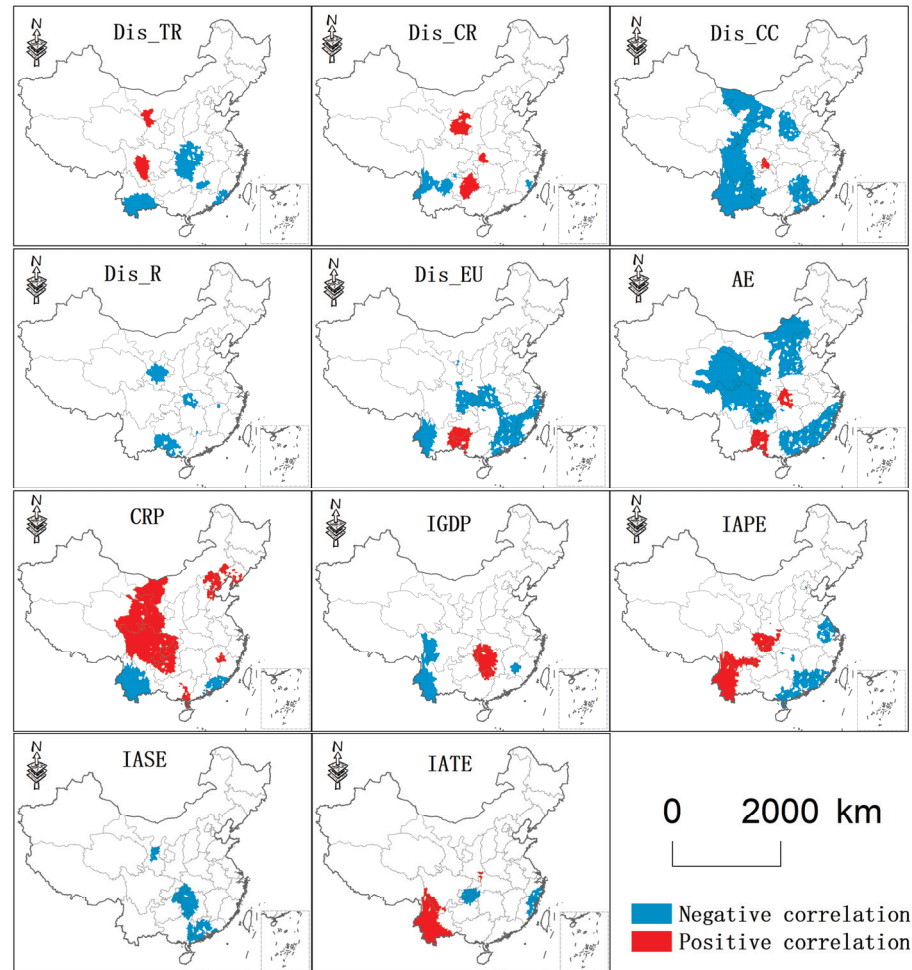 N
Dis_TR
N
Dis_CR
N
Dis_CC
N
Dis_R
N
Dis_EU
N
AE
N
CRP
N
IGDP
N
IAPE
N
IASE
N
IATE
0 2000 km
Negative correlation
Positive correlation